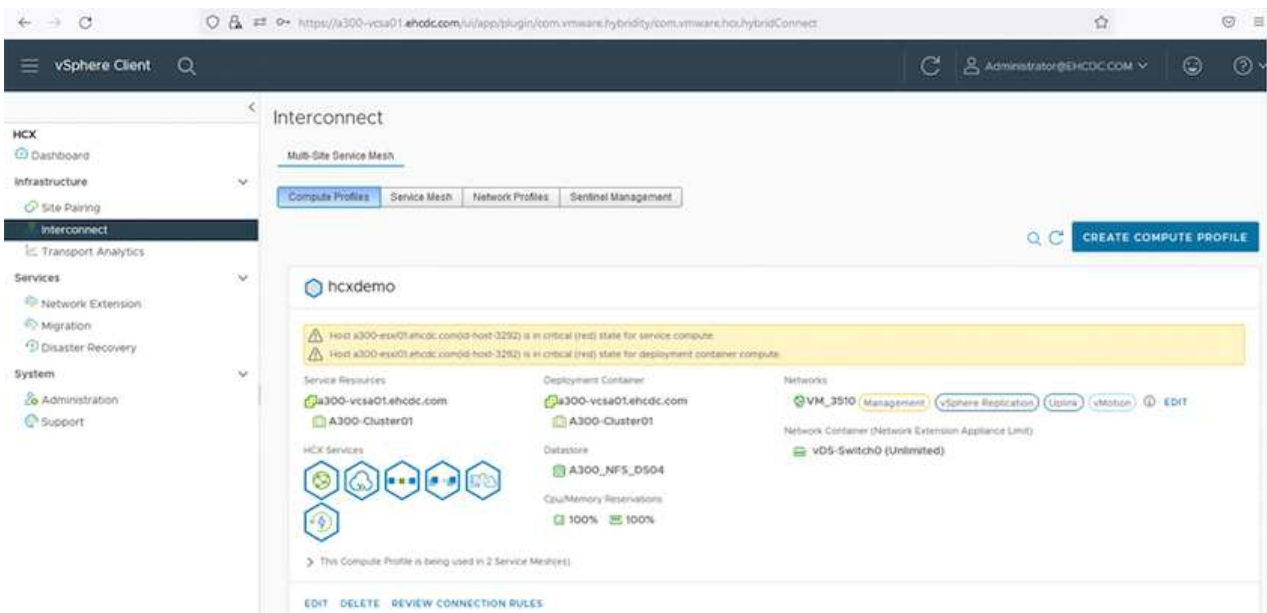 https://a300-vcsa01.ehcdc.com/ui/app/plugin/com.vmware.hybridity/com.vmware.hcx.hybridConnect
vSphere Client
Administrator@EHCDC.COM
Interconnect
HCX
Dashboard
Multi-Site Service Mesh
Infrastructure
Site Pairing
Interconnect
Transport Analytics
Services
Network Extension
Migration
Disaster Recovery
System
Administration
Support
Compute Profiles Service Mesh Network Profiles Sentinel Management
CREATE COMPUTE PROFILE
hcxdemo
Host a300-esxi01.ehcdc.com(id-host-3292) is in critical (red) state for service compute.
Host a300-esxi01.ehcdc.com(id-host-3292) is in critical (red) state for deployment container compute.
Service Resources
a300-vcsa01.ehcdc.com
A300-Cluster01
HCX Services
Deployment Container
a300-vcsa01.ehcdc.com
A300-Cluster01
Datastore
A300_NFS_DS04
Cpu/Memory Reservations
100% 100%
Networks
VM_3510 Management vSphere Replication Uplink vMotion EDIT
Network Container (Network Extension Appliance Limit)
vDS-Switch0 (Unlimited)
This Compute Profile is being used in 2 Service Mesh(es).
EDIT DELETE REVIEW CONNECTION RULES